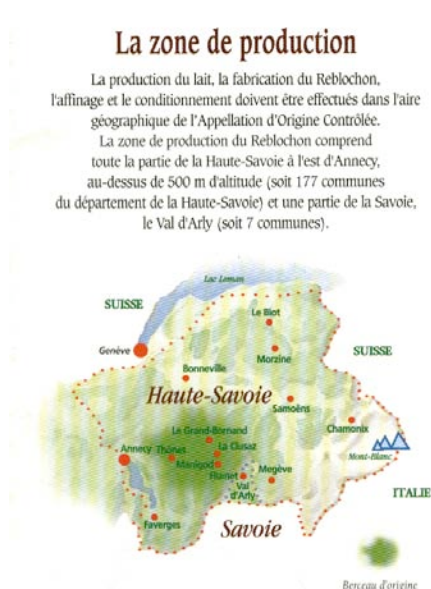 La zone de production
La production du lait, la fabrication du Reblochon,
l'affinage et le conditionnement doivent être effectués dans l'aire
géographique de l'Appellation d'Origine Contrôlée.
La zone de production du Reblochon comprend
toute la partie de la Haute-Savoie à l'est d'Annecy,
au-dessus de 500 m d'altitude (soit 177 communes
du département de la Haute-Savoie) et une partie de la Savoie,
le Val d'Arly (soit 7 communes).
Lac Leman
SUISSE
Le Biot
Genève
Morzine
SUISSE
Bonneville
Haute-Savoie
Samoëns
Chamonix
Le Grand-Bornand
Mont-Blanc
Annecy
Thônes
La Clusaz
Manigod
Flumet
Megève
Val
d'Arly
ITALIE
Faverges
Savoie
Berceau d'origine